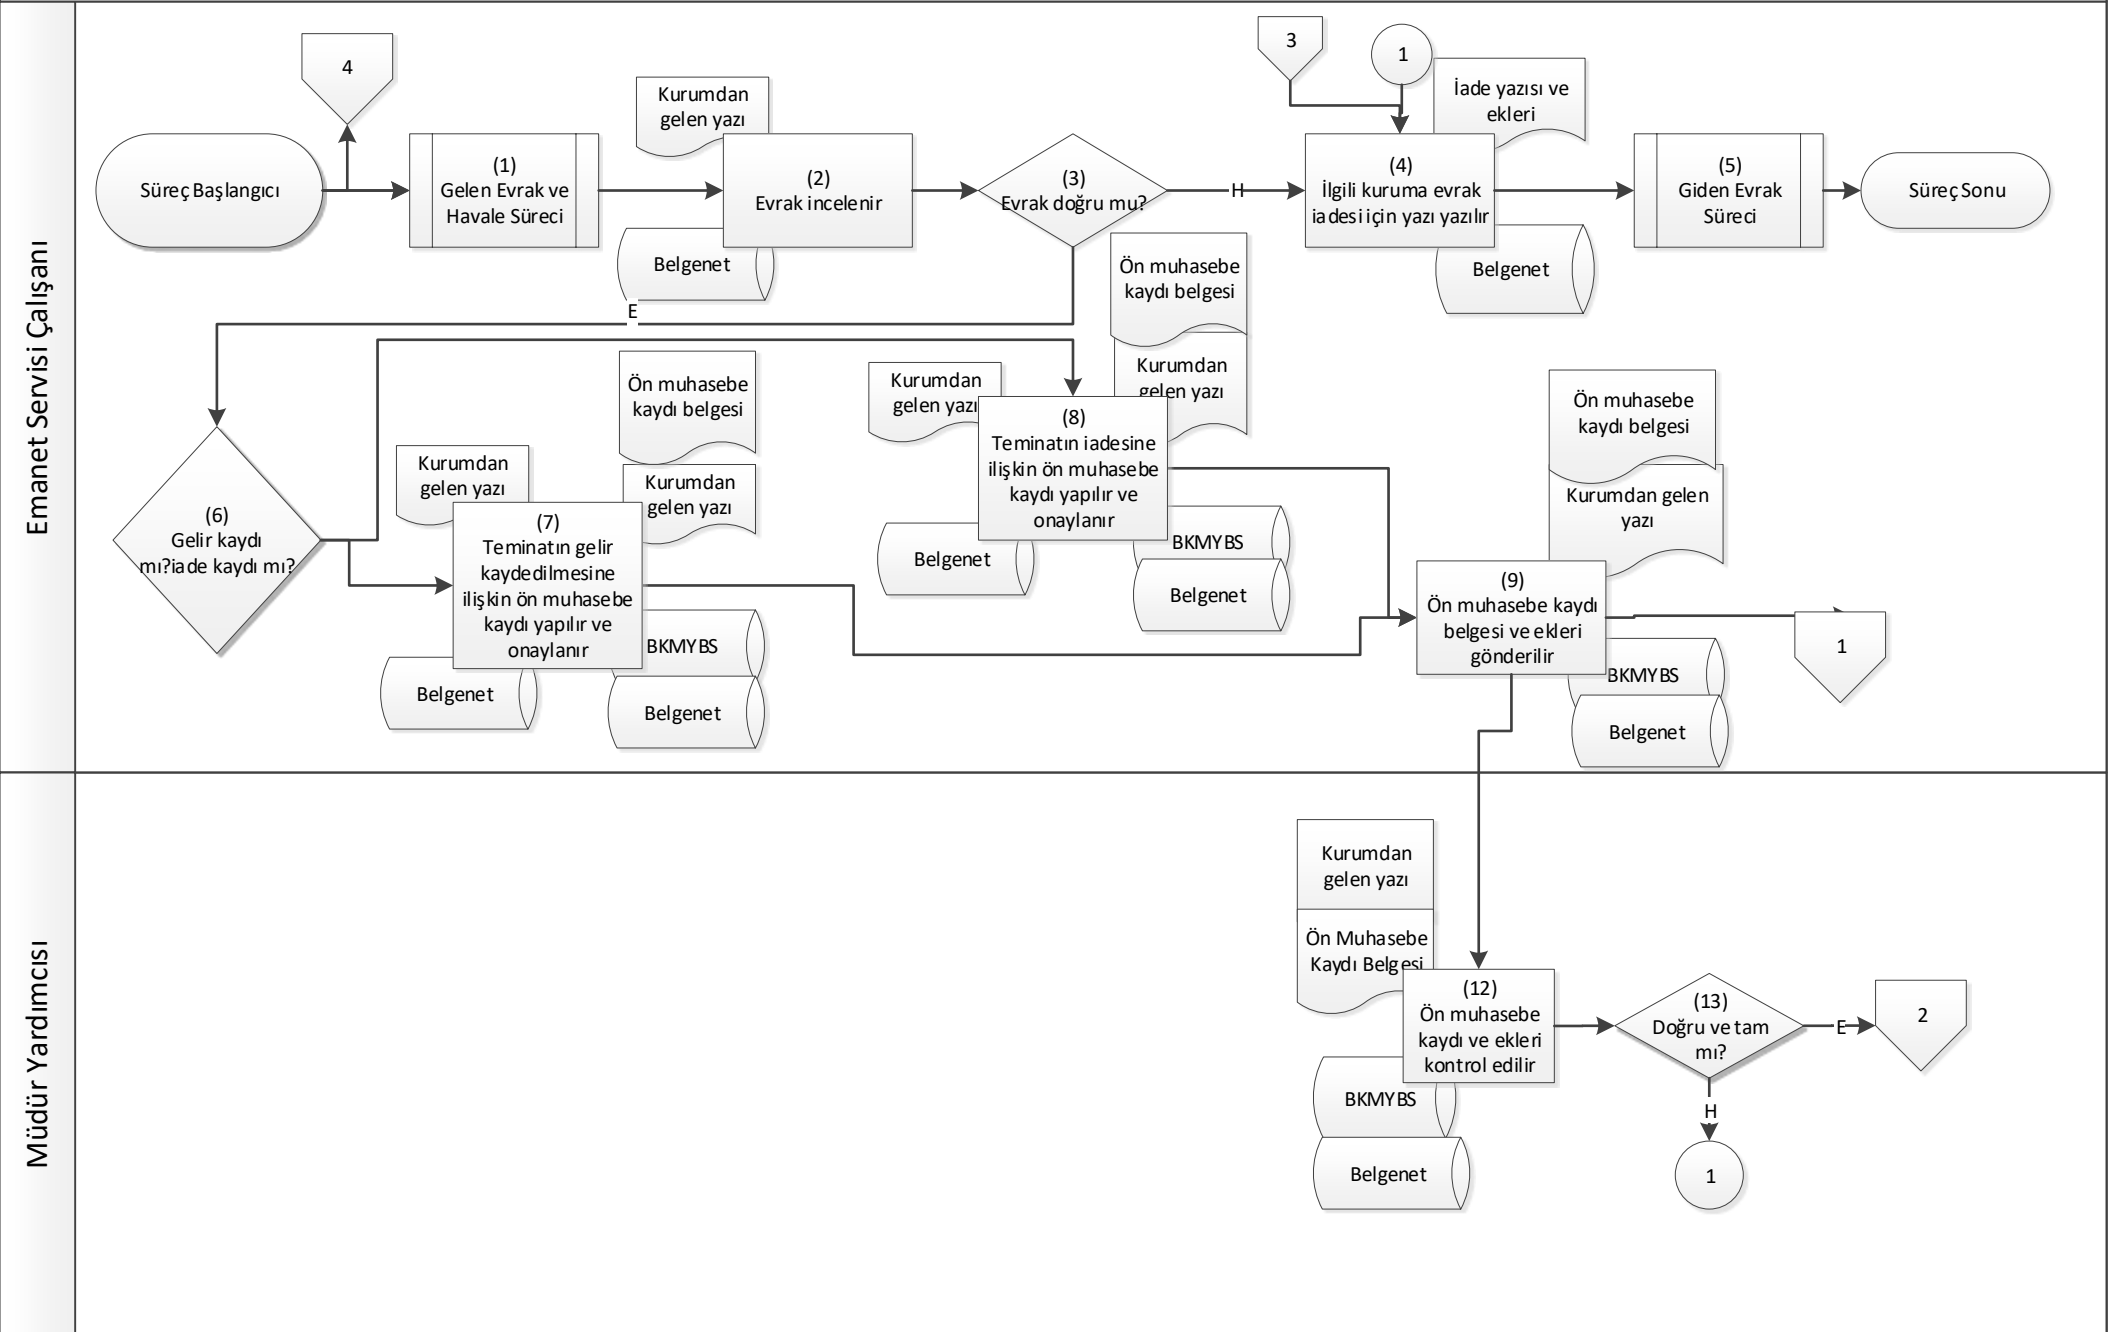 Emanet Servisi Çalışanı
4
3
1
Kurumdan
gelen yazı
İade yazısı ve
ekleri
Süreç Başlangıcı
(1)
Gelen Evrak ve
Havale Süreci
(2)
Evrak incelenir
(3)
Evrak doğru mu?
H
(4)
İlgili kuruma evrak
iadesi için yazı yazılır
(5)
Giden Evrak
Süreci
Süreç Sonu
Belgenet
Belgenet
E
Ön muhasebe
kaydı belgesi
Kurumdan
gelen yazı
Kurumdan
gelen yazı
(8)
Teminatın iadesine
ilişkin ön muhasebe
kaydı yapılır ve
onaylanır
Belgenet
BKMYBS
Belgenet
Ön muhasebe
kaydı belgesi
Kurumdan
gelen yazı
Kurumdan
gelen yazı
(6)
Gelir kaydı
mı?iade kaydı mı?
(7)
Teminatın gelir
kaydedilmesine
ilişkin ön muhasebe
kaydı yapılır ve
onaylanır
Belgenet
BKMYBS
Belgenet
Ön muhasebe
kaydı belgesi
Kurumdan gelen
yazı
(9)
Ön muhasebe kaydı
belgesi ve ekleri
gönderilir
1
BKMYBS
Belgenet
Müdür Yardımcısı
Kurumdan
gelen yazı
Ön Muhasebe
Kaydı Belgesi
(12)
Ön muhasebe
kaydı ve ekleri
kontrol edilir
BKMYBS
Belgenet
(13)
Doğru ve tam
mı?
E
2
H
1